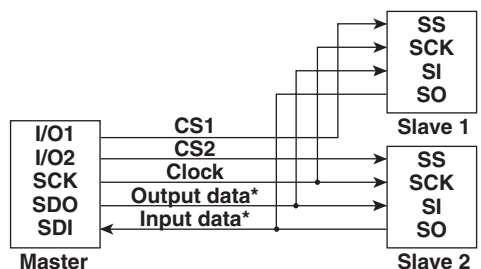 SS
SCK
SI
SO
Slave 1
I/O1
I/O2
SCK
SDO
SDI
Master
CS1
CS2
Clock
Output data*
Input data*
SS
SCK
SI
SO
Slave 2